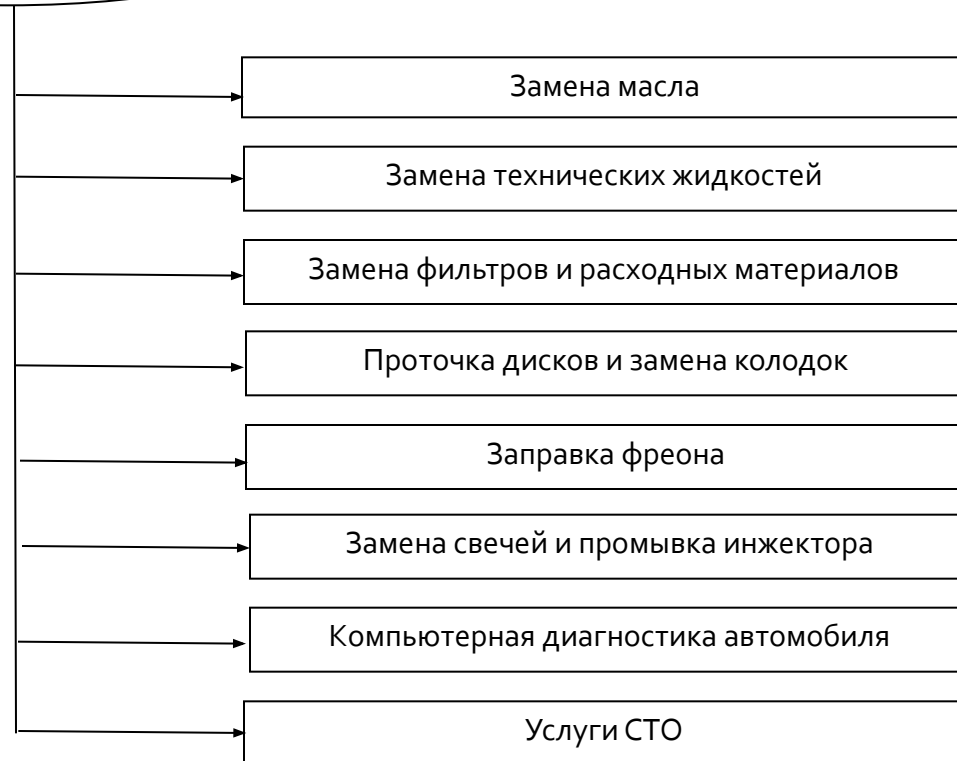 Замена масла
Замена технических жидкостей
Замена фильтров и расходных материалов
Проточка дисков и замена колодок
Заправка фреона
Замена свечей и промывка инжектора
Компьютерная диагностика автомобиля
Услуги СТО